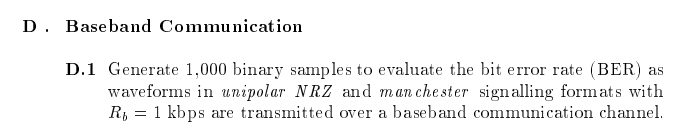 D . Baseband Communication
D.1 Generate 1,000 binary samples to evaluate the bit error rate (BER) as
waveforms in unipolar NRZ and manchester signalling formats with
R_b = 1 kbps are transmitted over a baseband communication channel.